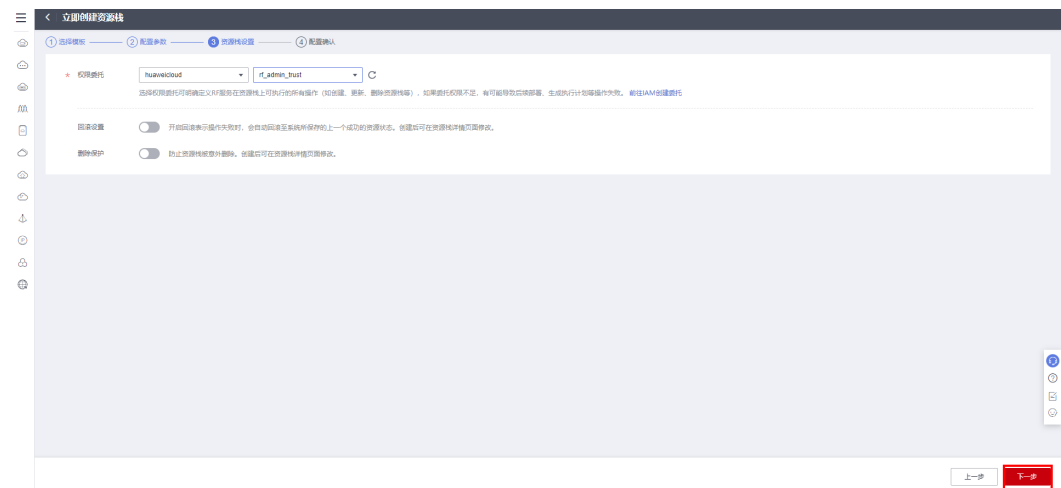 立即创建资源栈
1 选择模板 2 配置参数 3 资源栈设置 4 配置确认
* 权限委托 huaweicloud rf_admin_trust
选择权限委托可明确定义RF服务在资源栈上可执行的所有操作（如创建、更新、删除资源栈等），如果委托权限不足，有可能导致后续部署、生成执行计划等操作失败。 前往IAM创建委托
回滚设置 开启回滚表示操作失败时，会自动回滚至系统所保存的上一个成功的资源状态。创建后可在资源栈详情页面修改。
删除保护 防止资源栈被意外删除。创建后可在资源栈详情页面修改。
上一步 下一步